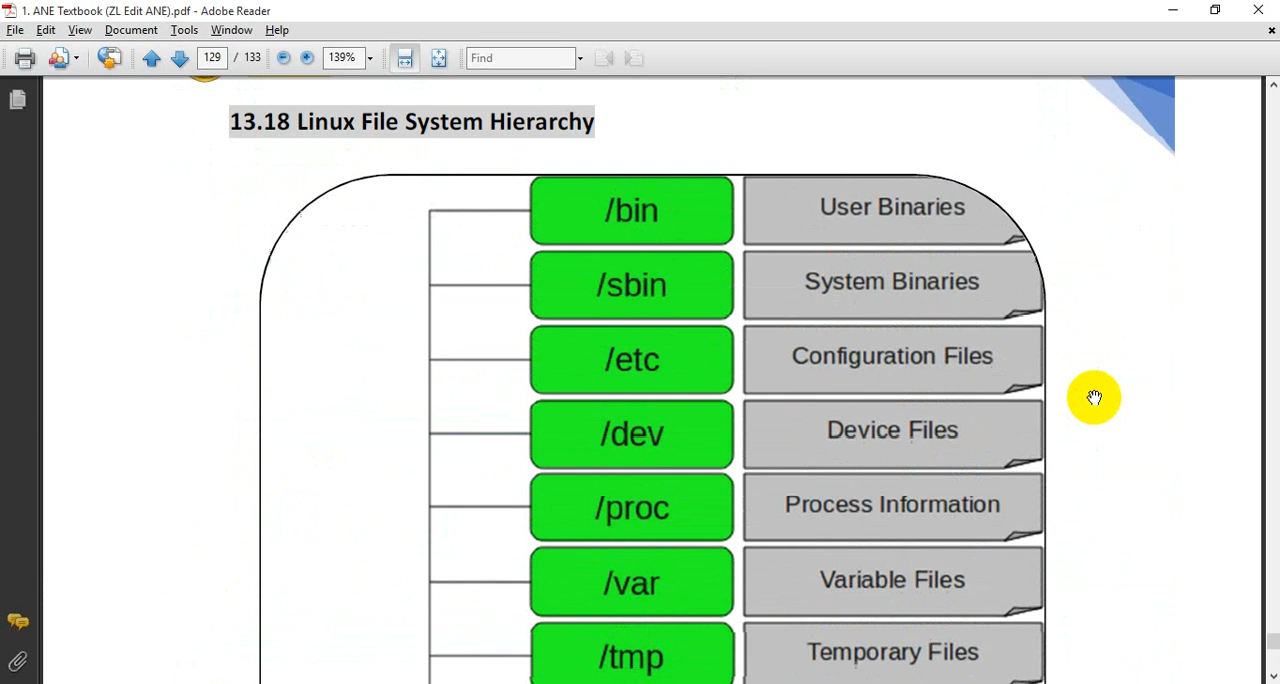 1. ANE Textbook (ZL Edit ANE).pdf - Adobe Reader
File Edit View Document Tools Window Help
129 / 133 139% Find
13.18 Linux File System Hierarchy
/bin User Binaries
/sbin System Binaries
/etc Configuration Files
/dev Device Files
/proc Process Information
/var Variable Files
/tmp Temporary Files